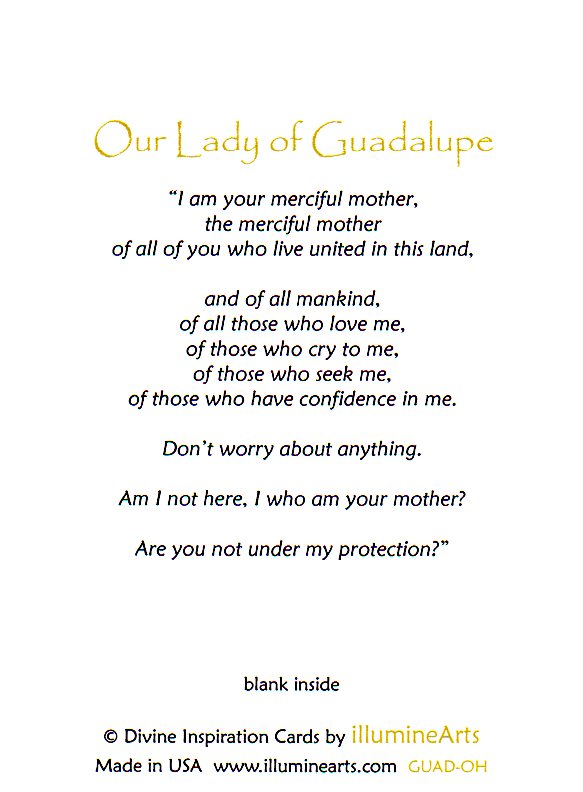 Our Lady of Guadalupe
“I am your merciful mother,
the merciful mother
of all of you who live united in this land,
and of all mankind,
of all those who love me,
of those who cry to me,
of those who seek me,
of those who have confidence in me.
Don’t worry about anything.
Am I not here, I who am your mother?
Are you not under my protection?”
blank inside
© Divine Inspiration Cards by illumineArts
Made in USA www.illuminearts.com GUAD-OH